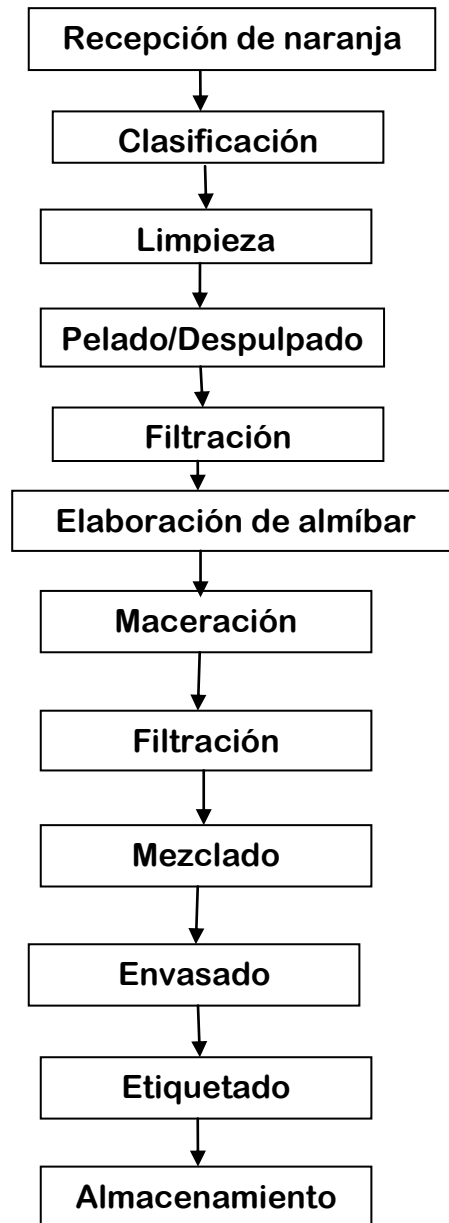 Recepción de naranja
Clasificación
Limpieza
Pelado/Despulpado
Filtración
Elaboración de almíbar
Maceración
Filtración
Mezclado
Envasado
Etiquetado
Almacenamiento